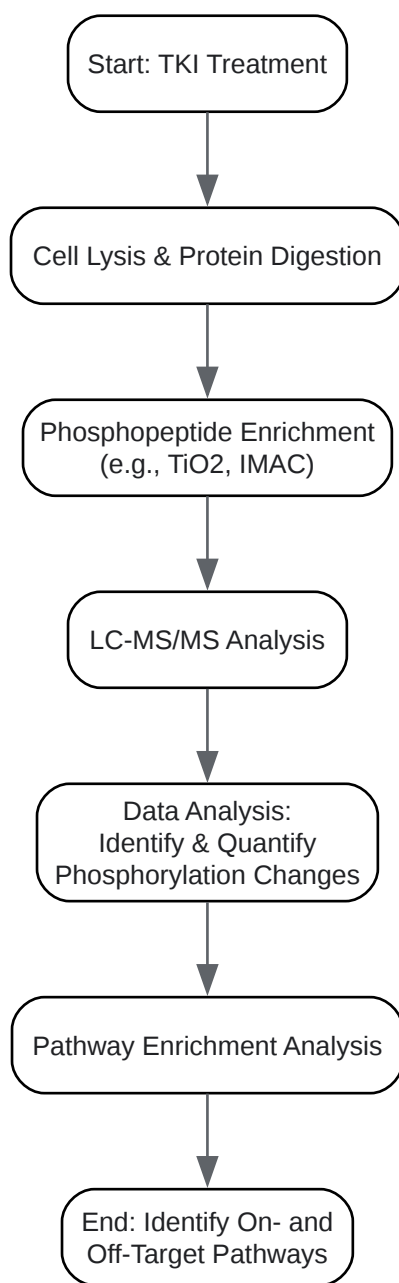 Start: TKI Treatment
Cell Lysis & Protein Digestion
Phosphopeptide Enrichment
(e.g., TiO2, IMAC)
LC-MS/MS Analysis
Data Analysis:
Identify & Quantify
Phosphorylation Changes
Pathway Enrichment Analysis
End: Identify On- and
Off-Target Pathways